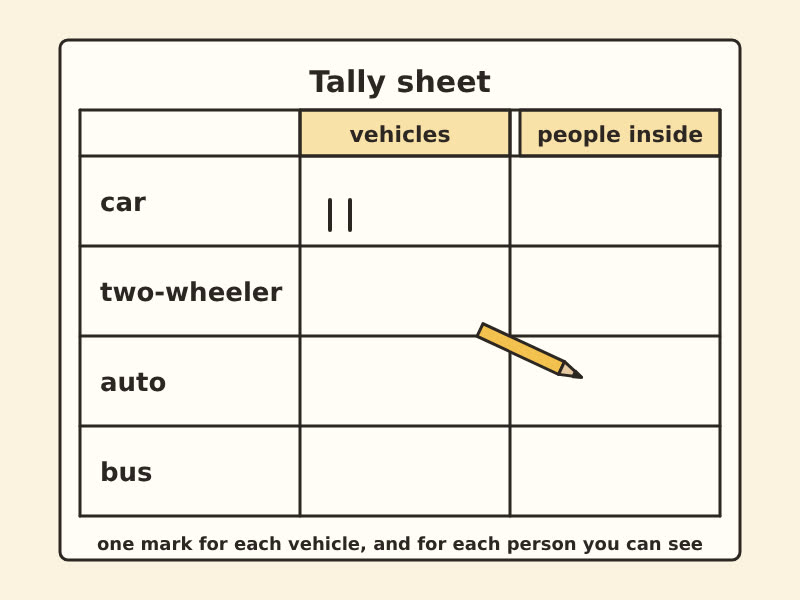 Tally sheet
vehicles people inside
car
two-wheeler
auto
bus
one mark for each vehicle, and for each person you can see